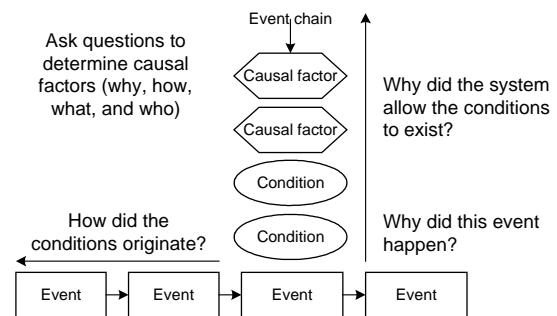 Event chain
Ask questions to
determine causal
factors (why, how,
what, and who)
Causal factor
Causal factor
Why did the system
allow the conditions
to exist?
Condition
How did the
conditions originate?
Condition
Why did this event
happen?
Event
Event
Event
Event